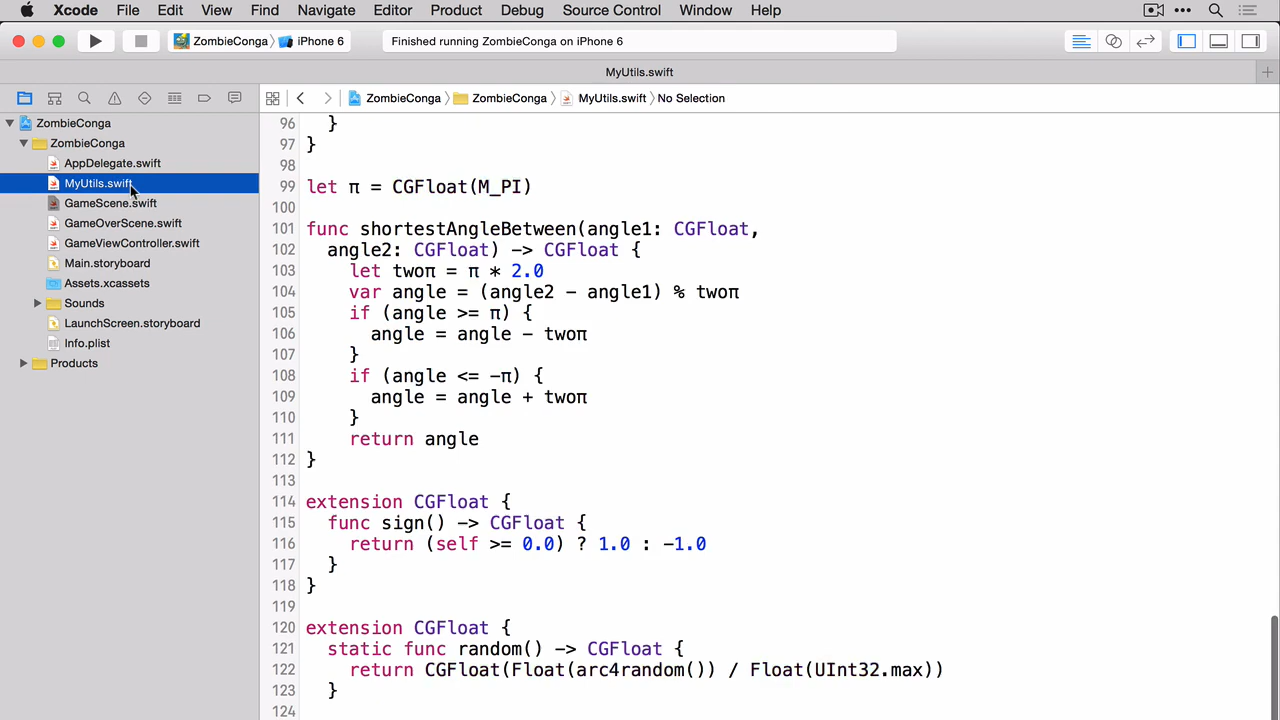 Xcode File Edit View Find Navigate Editor Product Debug Source Control Window Help
ZombieConga iPhone 6 Finished running ZombieConga on iPhone 6
MyUtils.swift
ZombieConga ZombieConga MyUtils.swift No Selection
ZombieConga
ZombieConga
AppDelegate.swift
MyUtils.swift
GameScene.swift
GameOverScene.swift
GameViewController.swift
Main.storyboard
Assets.xcassets
Sounds
LaunchScreen.storyboard
Info.plist
Products
96 }
97 }
98
99 let π = CGFloat(M_PI)
100
101 func shortestAngleBetween(angle1: CGFloat,
102 angle2: CGFloat) -> CGFloat {
103 let twoπ = π * 2.0
104 var angle = (angle2 - angle1) % twoπ
105 if (angle >= π) {
106 angle = angle - twoπ
107 }
108 if (angle <= -π) {
109 angle = angle + twoπ
110 }
111 return angle
112 }
113
114 extension CGFloat {
115 func sign() -> CGFloat {
116 return (self >= 0.0) ? 1.0 : -1.0
117 }
118 }
119
120 extension CGFloat {
121 static func random() -> CGFloat {
122 return CGFloat(Float(arc4random()) / Float(UInt32.max))
123 }
124